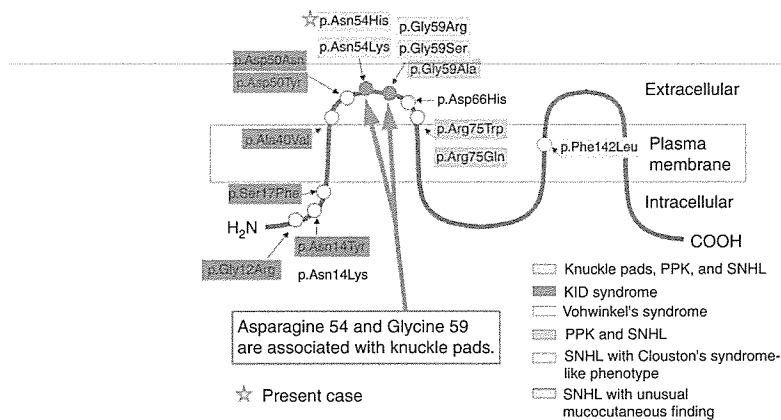 p.Asn54His
p.Gly59Arg
p.Asn54Lys
p.Gly59Ser
p.Asp50Asn
p.Gly59Ala
p.Asp50Tyr
p.Asp66His
Extracellular
p.Ala40Val
p.Arg75Trp
p.Arg75Gln
p.Phe142Leu
Plasma
membrane
p.Ser17Phe
Intracellular
H2N
COOH
p.Asn14Tyr
p.Gly12Arg
p.Asn14Lys
Knuckle pads, PPK, and SNHL
KID syndrome
Vohwinkel's syndrome
PPK and SNHL
SNHL with Clouston's syndrome-
like phenotype
SNHL with unusual
mucocutaneous finding
Asparagine 54 and Glycine 59
are associated with knuckle pads.
Present case